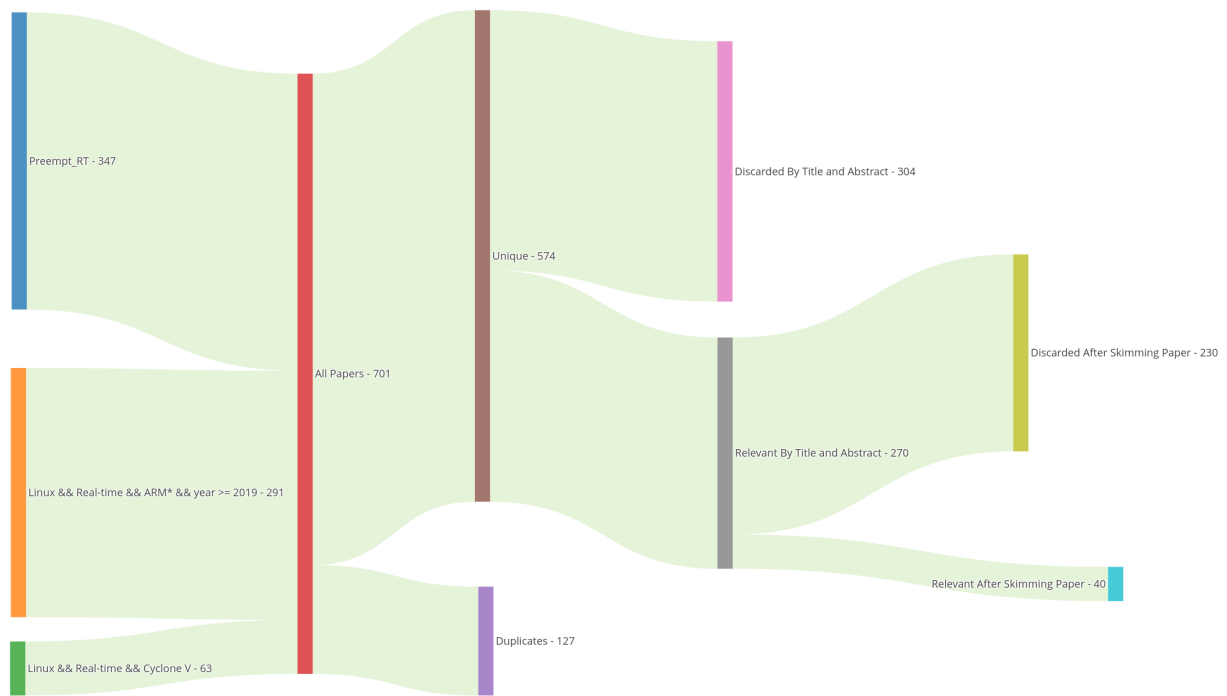 Preempt_RT - 347
Linux && Real-time && ARM* && year >= 2019 - 291
Linux && Real-time && Cyclone V - 63
All Papers - 701
Unique - 574
Duplicates - 127
Discarded By Title and Abstract - 304
Relevant By Title and Abstract - 270
Discarded After Skimming Paper - 230
Relevant After Skimming Paper - 40